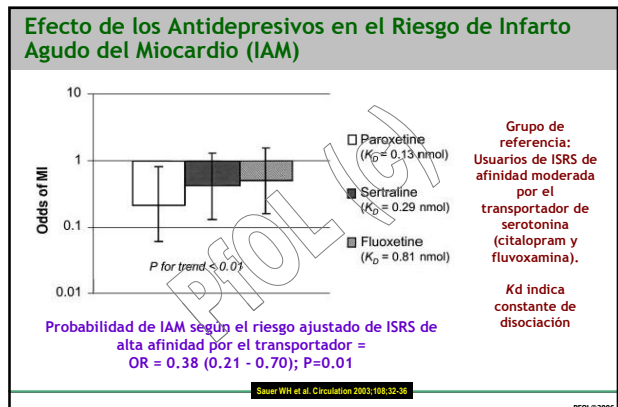 Efecto de los Antidepresivos en el Riesgo de Infarto
Agudo del Miocardio (IAM)
10
1
0.1
0.01
Odds of MI
P for trend < 0.01
Paroxetine
(KD = 0.13 nmol)
Sertraline
(KD = 0.29 nmol)
Fluoxetine
(KD = 0.81 nmol)
PfOL (c)
Grupo de
referencia:
Usuarios de ISRS de
afinidad moderada
por el
transportador de
serotonina
(citalopram y
fluvoxamina).
Kd indica
constante de
disociación
Probabilidad de IAM según el riesgo ajustado de ISRS de
alta afinidad por el transportador =
OR = 0.38 (0.21 - 0.70); P=0.01
Sauer WH et al. Circulation 2003;108;32-36